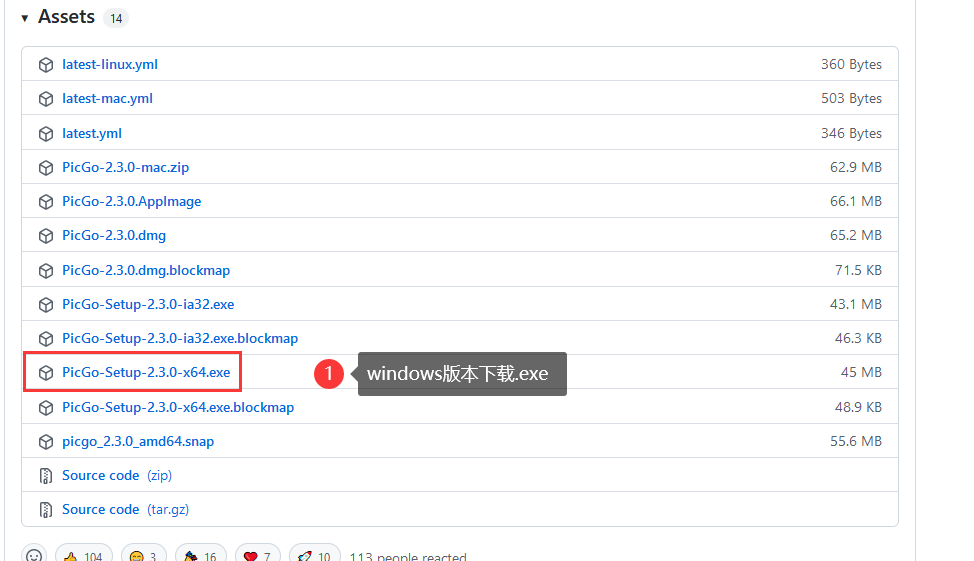 Assets 14
latest-linux.yml 360 Bytes
latest-mac.yml 503 Bytes
latest.yml 346 Bytes
PicGo-2.3.0-mac.zip 62.9 MB
PicGo-2.3.0.AppImage 66.1 MB
PicGo-2.3.0.dmg 65.2 MB
PicGo-2.3.0.dmg.blockmap 71.5 KB
PicGo-Setup-2.3.0-ia32.exe 43.1 MB
PicGo-Setup-2.3.0-ia32.exe.blockmap 46.3 KB
PicGo-Setup-2.3.0-x64.exe 1 windows版本下载.exe 45 MB
PicGo-Setup-2.3.0-x64.exe.blockmap 48.9 KB
picgo_2.3.0_amd64.snap 55.6 MB
Source code (zip)
Source code (tar.gz)
104 3 16 7 10 113 people reacted